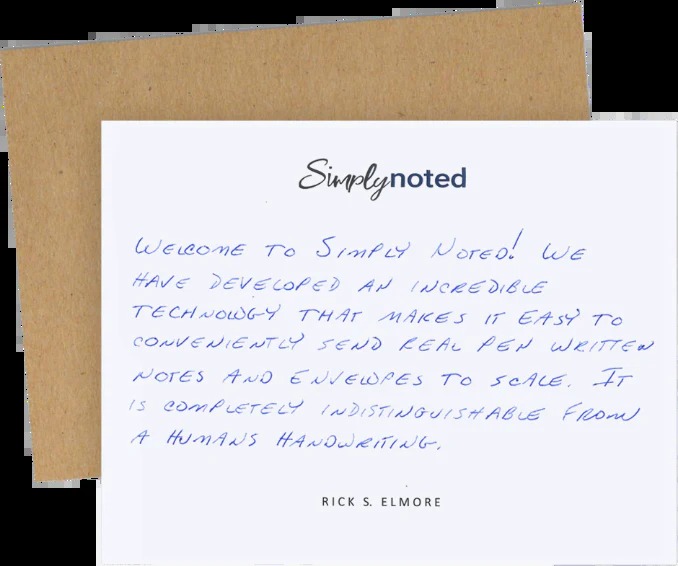 Simplynoted
WELCOME TO SIMPLY NOTED! WE
HAVE DEVELOPED AN INCREDIBLE
TECHNOLOGY THAT MAKES IT EASY TO
CONVENIENTLY SEND REAL PEN WRITTEN
NOTES AND ENVELOPES TO SCALE. IT
IS COMPLETELY INDISTINGUISHABLE FROM
A HUMANS HANDWRITING.
RICK S. ELMORE